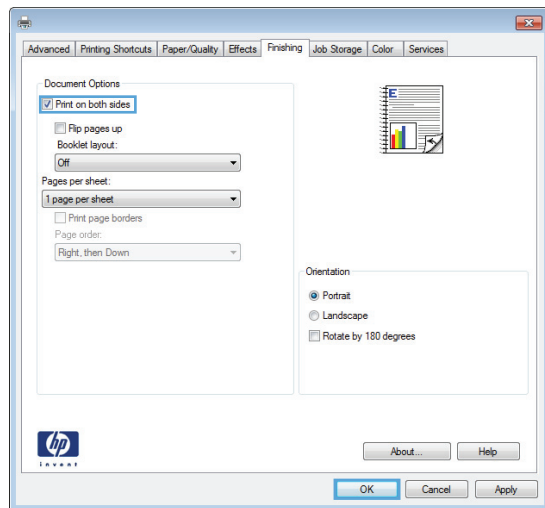 Advanced Printing Shortcuts Paper/Quality Effects Finishing Job Storage Color Services
Document Options
Print on both sides
Flip pages up
Booklet layout:
Off
Pages per sheet:
1 page per sheet
Print page borders
Page order:
Right, then Down
E
Orientation
Portrait
Landscape
Rotate by 180 degrees
hp
invent
About... Help
OK Cancel Apply